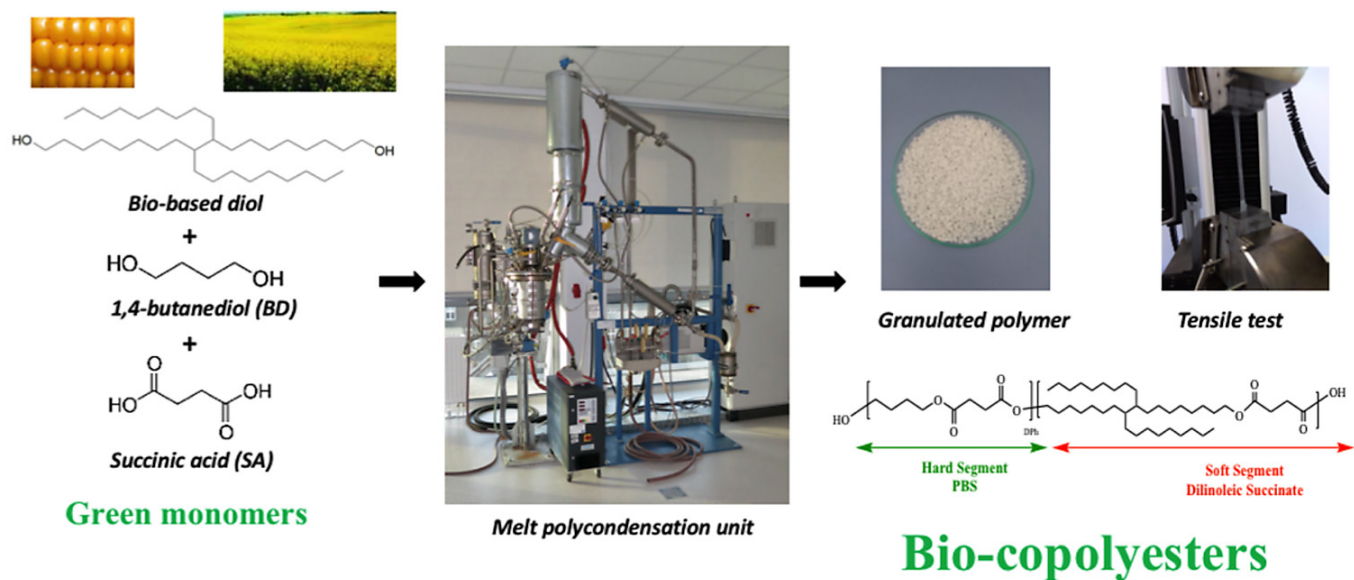 HO
OH
Bio-based diol
+
HO
OH
1,4-butanediol (BD)
+
O
OH
HO
O
Succinic acid (SA)
Green monomers
Melt polycondensation unit
Granulated polymer
Tensile test
HO
O
O
O
O
DPh
O
O
O
OH
Hard Segment
PBS
Soft Segment
Dilinoleic Succinate
Bio-copolyesters